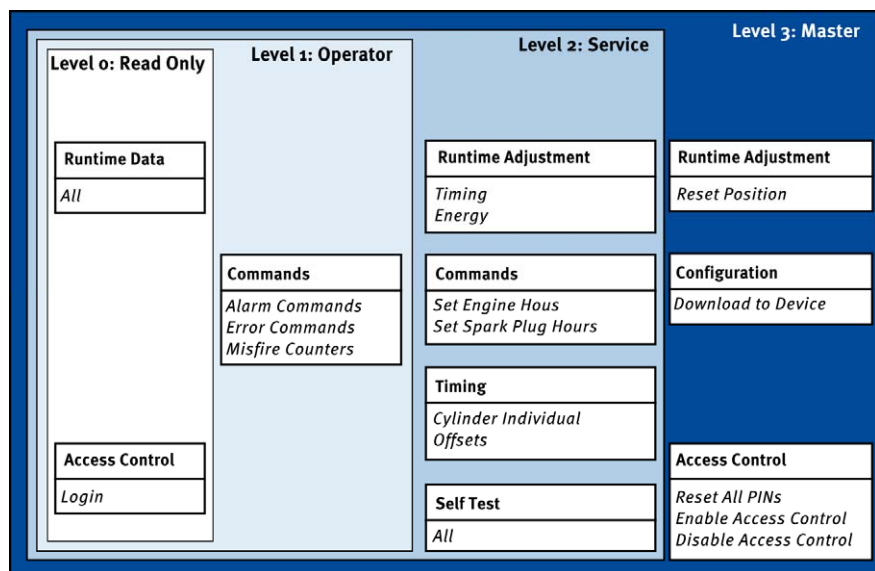 Level 3: Master
Level 2: Service
Level 1: Operator
Level 0: Read Only
Runtime Data
All
Access Control
Login
Commands
Alarm Commands
Error Commands
Misfire Counters
Runtime Adjustment
Timing
Energy
Commands
Set Engine Hous
Set Spark Plug Hours
Timing
Cylinder Individual
Offsets
Self Test
All
Runtime Adjustment
Reset Position
Configuration
Download to Device
Access Control
Reset All PINs
Enable Access Control
Disable Access Control